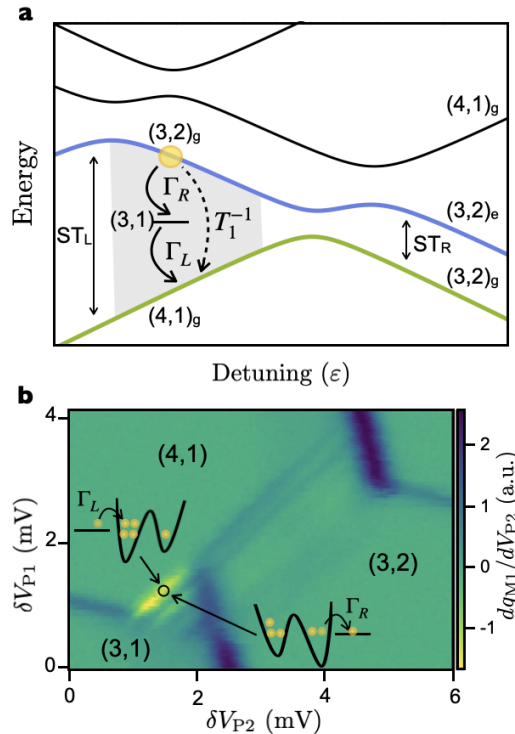 a
(4,1)g
(3,2)g
ΓR
(3,2)e
(3,1)
T1^-1
STL
STR
ΓL
(3,2)g
(4,1)g
Energy
Detuning (ε)
b
4
2
0
δVP1 (mV)
(4,1)
ΓL
(3,2)
ΓR
(3,1)
0
2
4
6
δVP2 (mV)
2
1
0
-1
dqM1/dVP2 (a.u.)